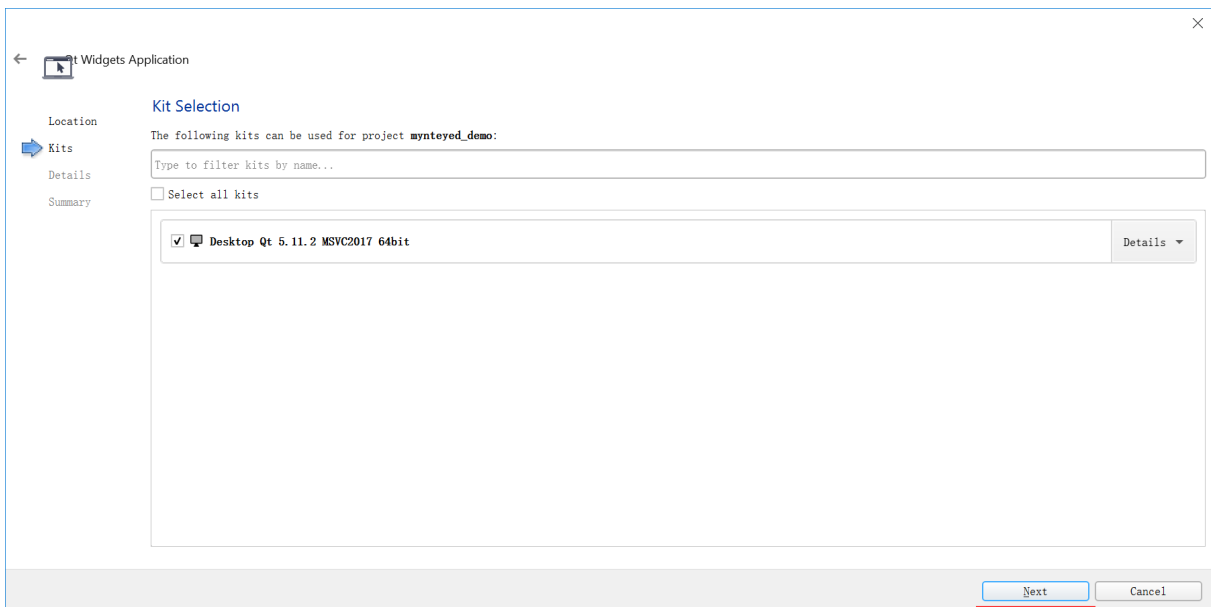 Qt Widgets Application
Location
Kits
Details
Summary
Kit Selection
The following kits can be used for project mynteyed_demo:
Type to filter kits by name...
Select all kits
Desktop Qt 5.11.2 MSVC2017 64bit
Details
Next
Cancel